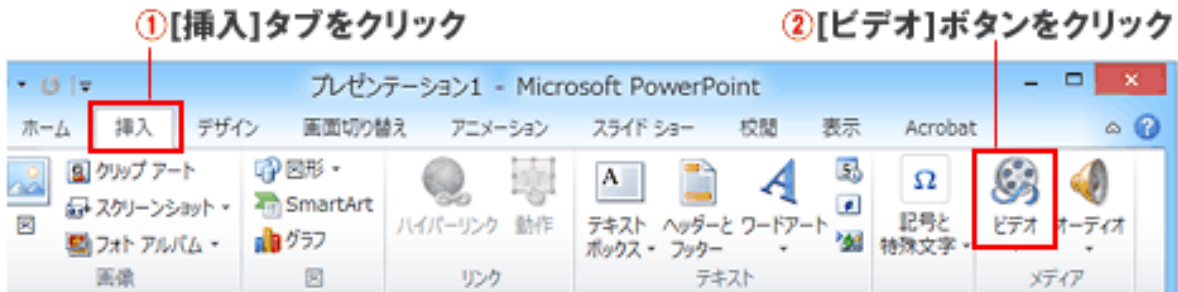 ①[挿入]タブをクリック
②[ビデオ]ボタンをクリック
プレゼンテーション1 - Microsoft PowerPoint
ホーム 挿入 デザイン 画面切り替え アニメーション スライド ショー 校閲 表示 Acrobat
図
クリップ アート
スクリーンショット
フォト アルバム
画像
図形
SmartArt
グラフ
図
ハイパーリンク 動作
リンク
A
テキスト ボックス
ヘッダーと フッター
A
ワードアート
5
#
テキスト
Ω
記号と 特殊文字
ビデオ
オーディオ
メディア